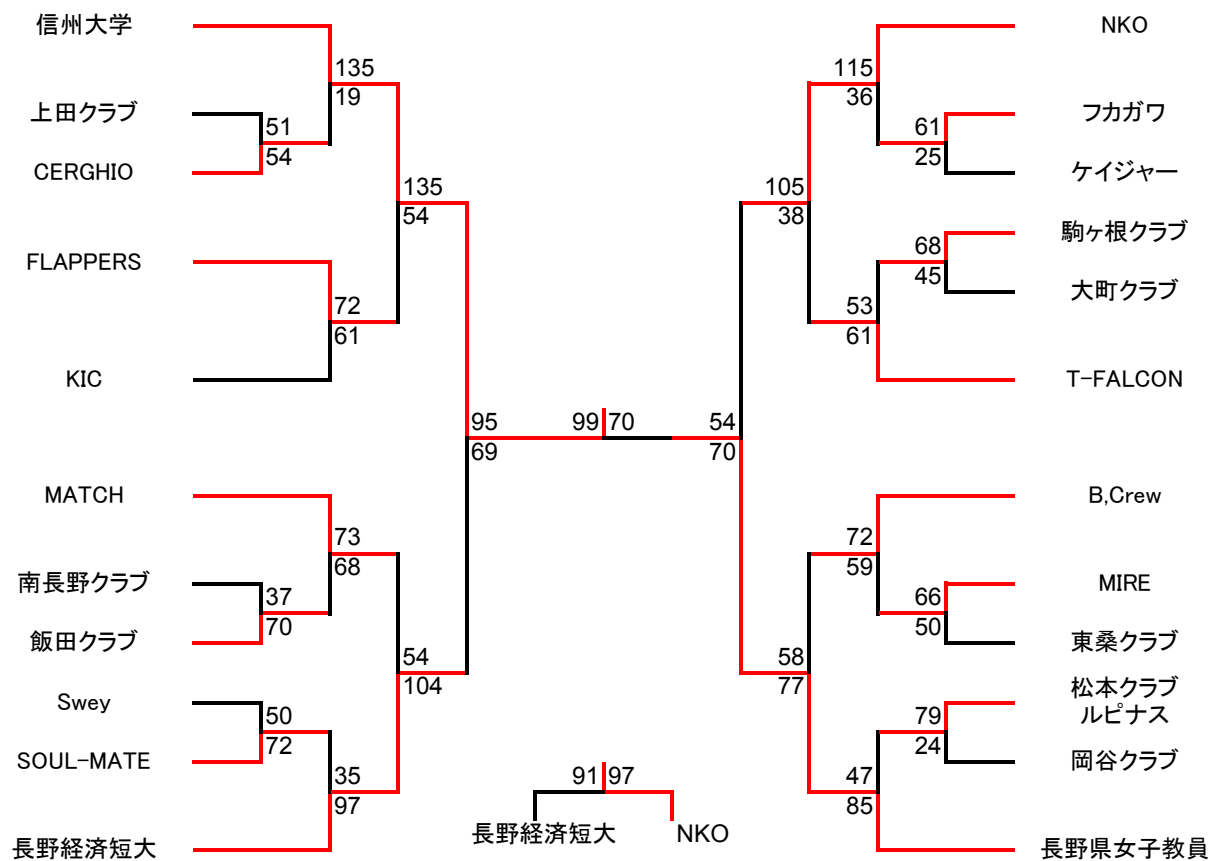 信州大学
135
19
上田クラブ
51
54
CERGHIO
135
54
FLAPPERS
72
61
KIC
95
69
MATCH
73
68
南長野クラブ
37
70
飯田クラブ
54
104
Swey
50
72
SOUL-MATE
35
97
長野経済短大
99 70
91 97
長野経済短大
NKO
NKO
115
36
フカガワ
61
25
ケイジャー
105
38
駒ヶ根クラブ
68
45
大町クラブ
53
61
T-FALCON
54
70
B,Crew
72
59
MIRE
66
50
東桑クラブ
58
77
松本クラブ
ルピナス
79
24
岡谷クラブ
47
85
長野県女子教員